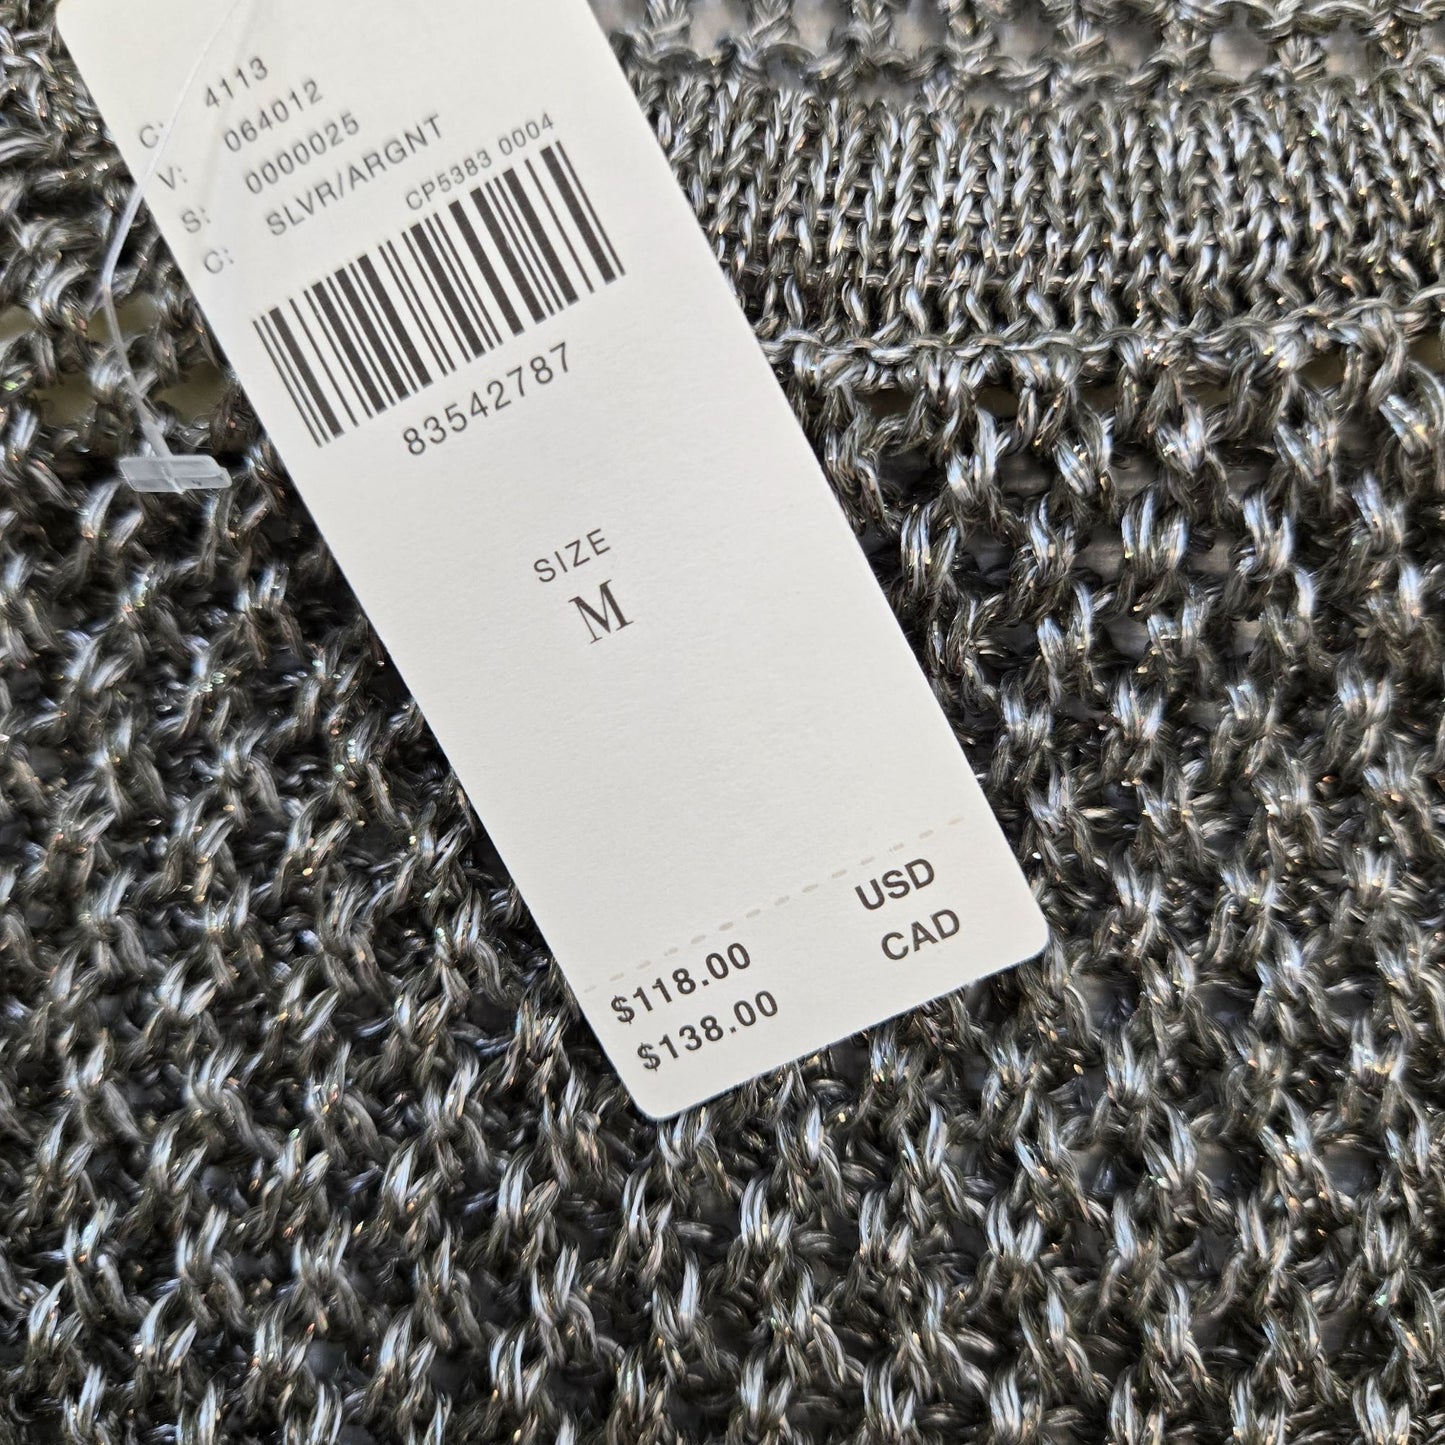 C: 4113
V: 064012
S: 0000025
C: SLVR/ARGNT
CP5383 0004
83542787
SIZE
M
$118.00 USD
$138.00 CAD